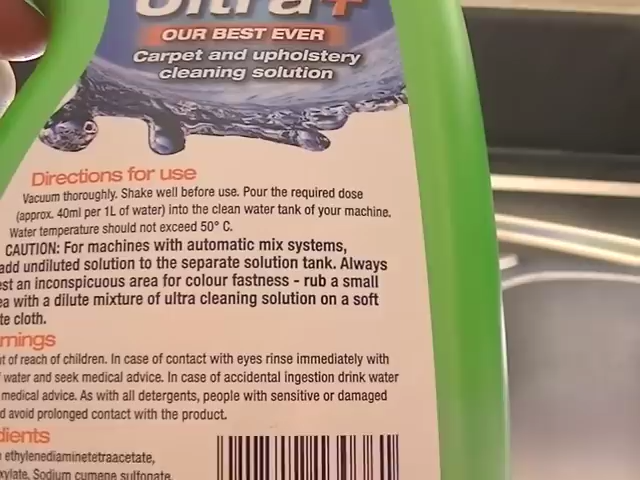 Ultra+
OUR BEST EVER
Carpet and upholstery
cleaning solution
Directions for use
Vacuum thoroughly. Shake well before use. Pour the required dose
(approx. 40ml per 1L of water) into the clean water tank of your machine.
Water temperature should not exceed 50° C.
CAUTION: For machines with automatic mix systems,
add undiluted solution to the separate solution tank. Always
est an inconspicuous area for colour fastness - rub a small
ea with a dilute mixture of ultra cleaning solution on a soft
te cloth.
rnings
t of reach of children. In case of contact with eyes rinse immediately with
water and seek medical advice. In case of accidental ingestion drink water
medical advice. As with all detergents, people with sensitive or damaged
d avoid prolonged contact with the product.
dients
ethylenediaminetetraacetate,
xylate, Sodium cumene sulfonate,